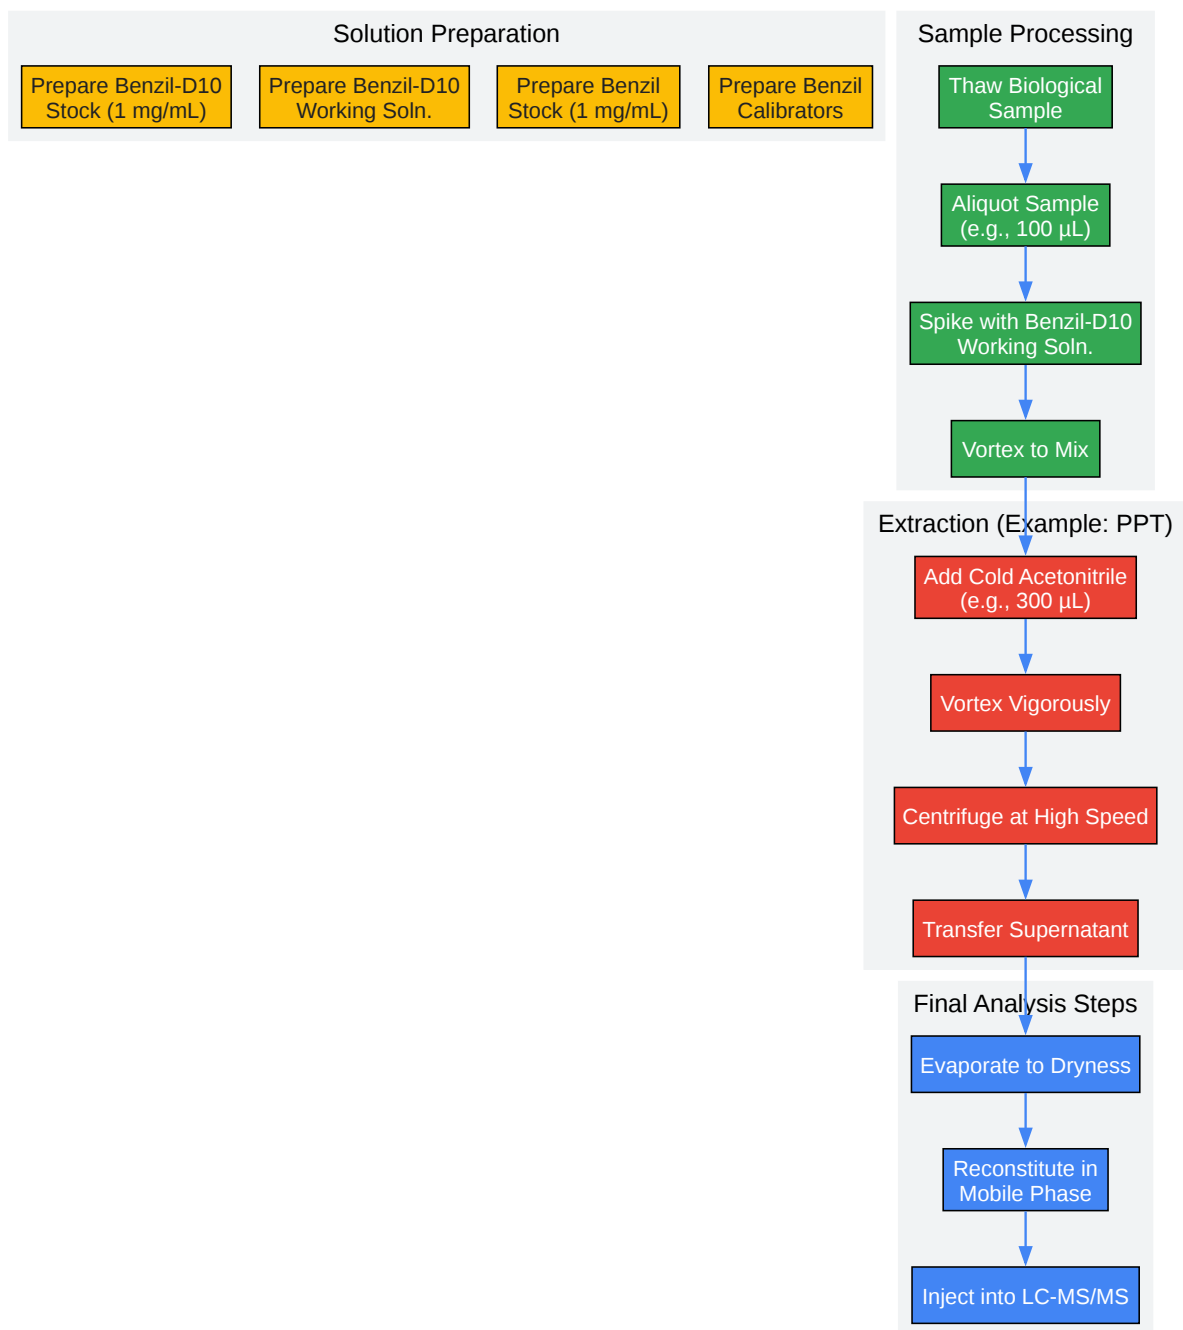 Solution Preparation
Prepare Benzil-D10
Stock (1 mg/mL)
Prepare Benzil-D10
Working Soln.
Prepare Benzil
Stock (1 mg/mL)
Prepare Benzil
Calibrators
Sample Processing
Thaw Biological
Sample
Aliquot Sample
(e.g., 100 µL)
Spike with Benzil-D10
Working Soln.
Vortex to Mix
Extraction (Example: PPT)
Add Cold Acetonitrile
(e.g., 300 µL)
Vortex Vigorously
Centrifuge at High Speed
Transfer Supernatant
Final Analysis Steps
Evaporate to Dryness
Reconstitute in
Mobile Phase
Inject into LC-MS/MS